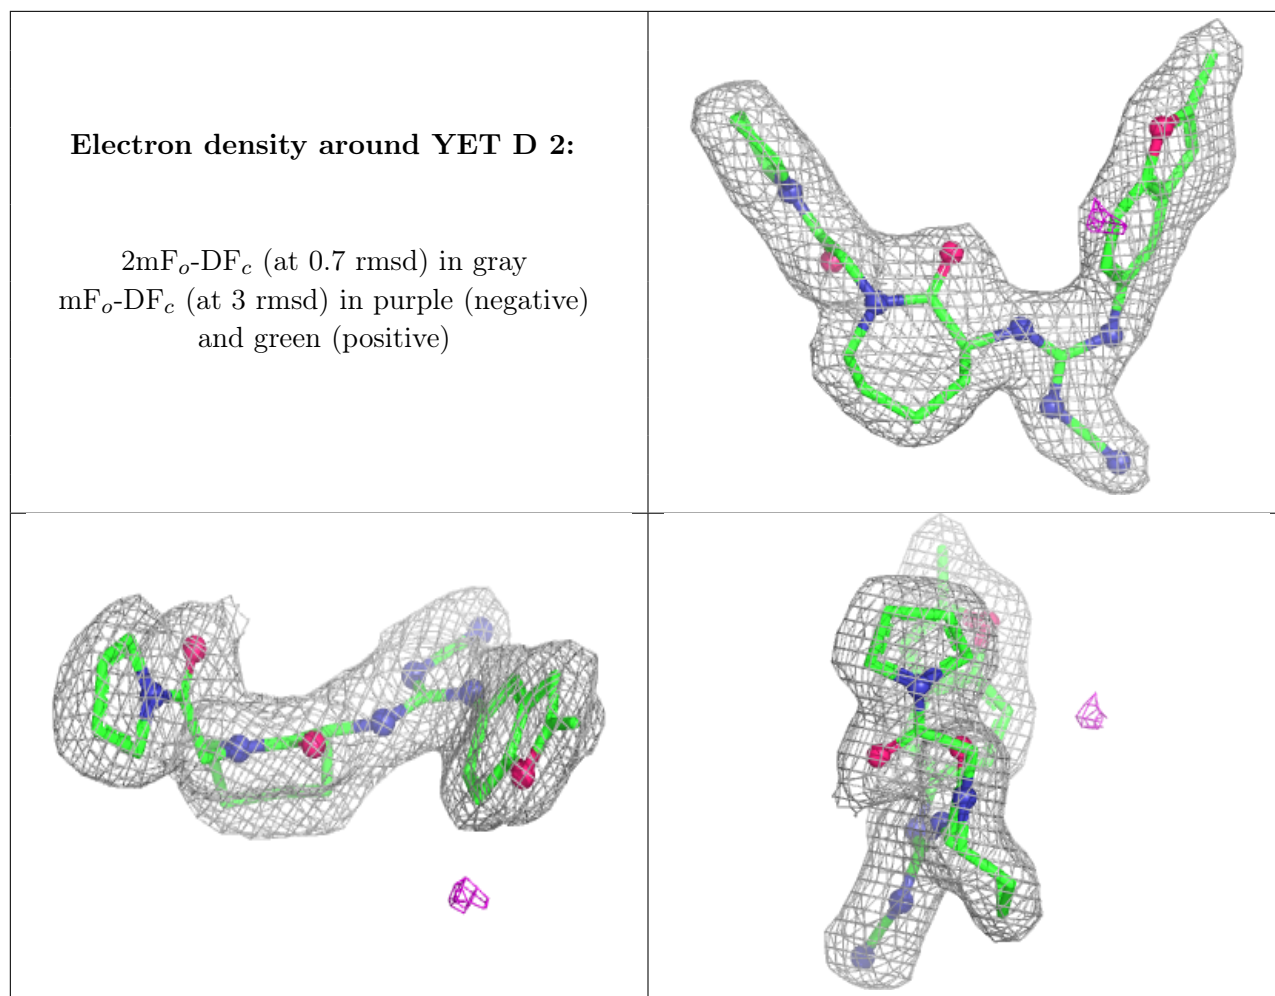 Electron density around YET D 2:
2mFₒ-DF𝒸 (at 0.7 rmsd) in gray
mFₒ-DF𝒸 (at 3 rmsd) in purple (negative)
and green (positive)